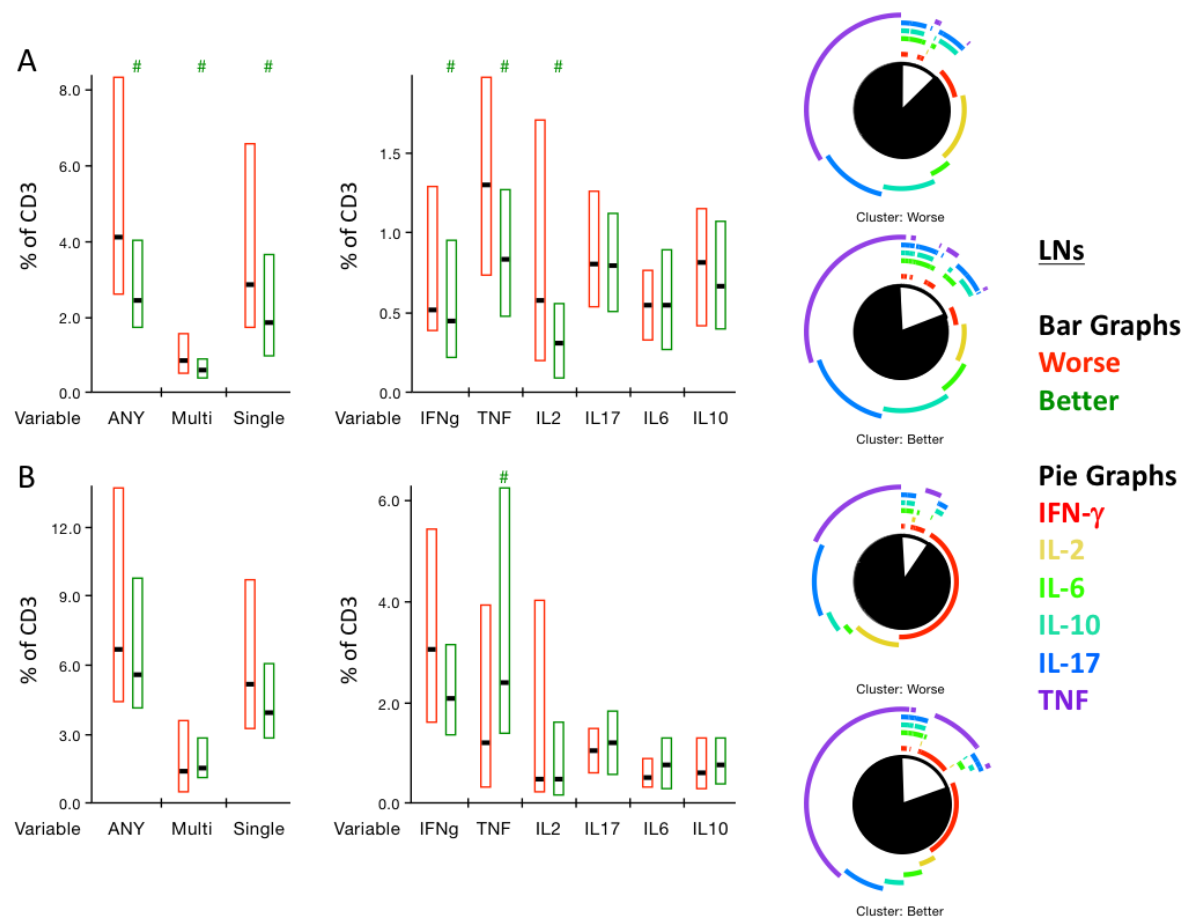 A
# # #
8.0
6.0
4.0
2.0
0.0
% of CD3
Variable ANY Multi Single
# # #
1.5
1.0
0.5
0.0
% of CD3
Variable IFNg TNF IL2 IL17 IL6 IL10
Cluster: Worse
Cluster: Better
B
12.0
9.0
6.0
3.0
0.0
% of CD3
Variable ANY Multi Single
#
6.0
4.0
2.0
0.0
% of CD3
Variable IFNg TNF IL2 IL17 IL6 IL10
Cluster: Worse
Cluster: Better
LNs
Bar Graphs
Worse
Better
Pie Graphs
IFN-γ
IL-2
IL-6
IL-10
IL-17
TNF